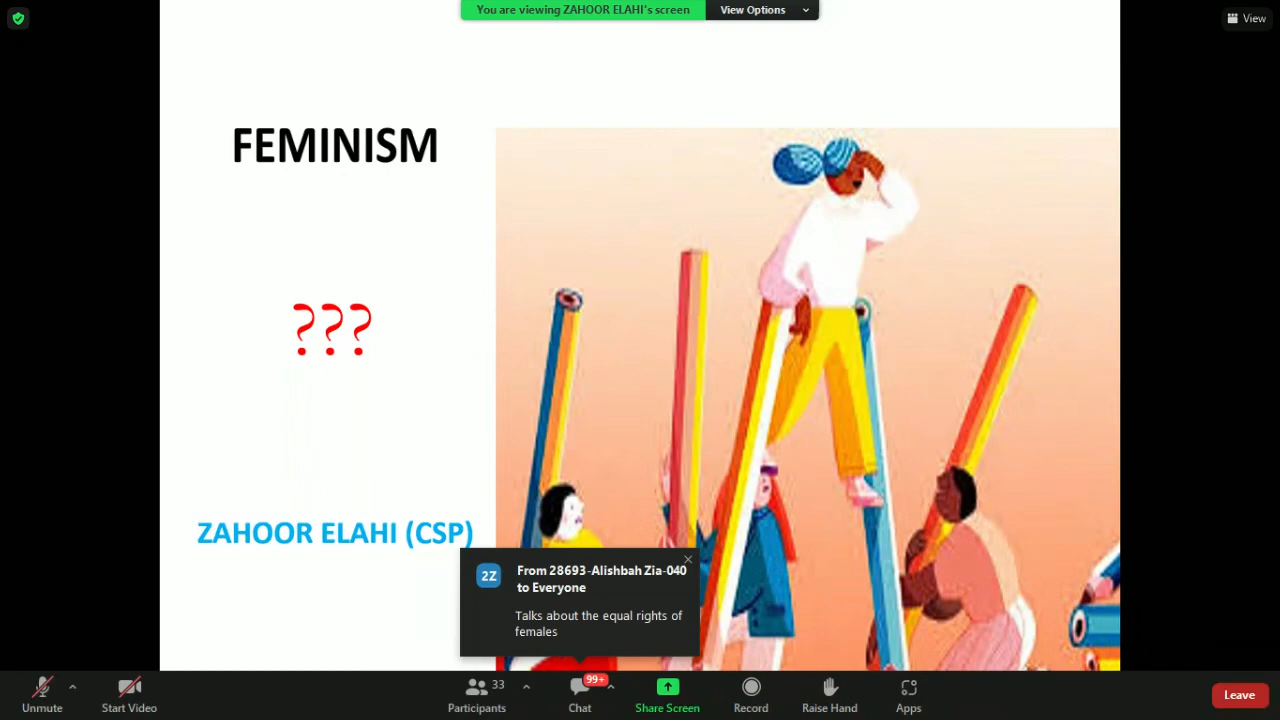 You are viewing ZAHOOR ELAHI's screen
View Options
View
FEMINISM
???
ZAHOOR ELAHI (CSP)
2Z
From 28693-Alishbah Zia-040
to Everyone
Talks about the equal rights of
females
Unmute
Start Video
33
Participants
99+
Chat
Share Screen
Record
Raise Hand
Apps
Leave